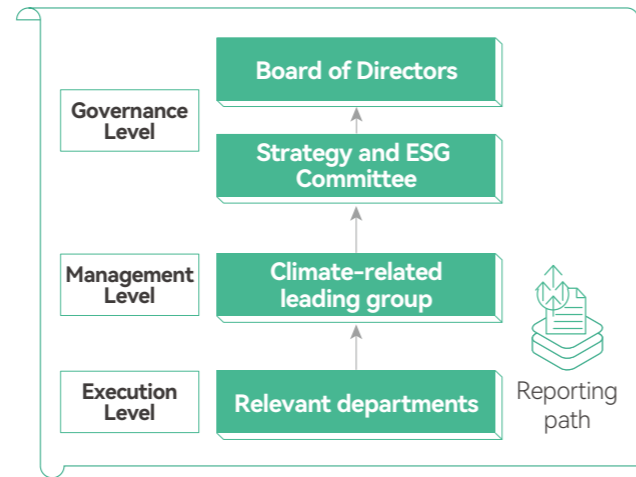 Board of Directors
Governance
Level
Strategy and ESG
Committee
Management
Level
Climate-related
leading group
Execution
Level
Relevant departments
Reporting
path